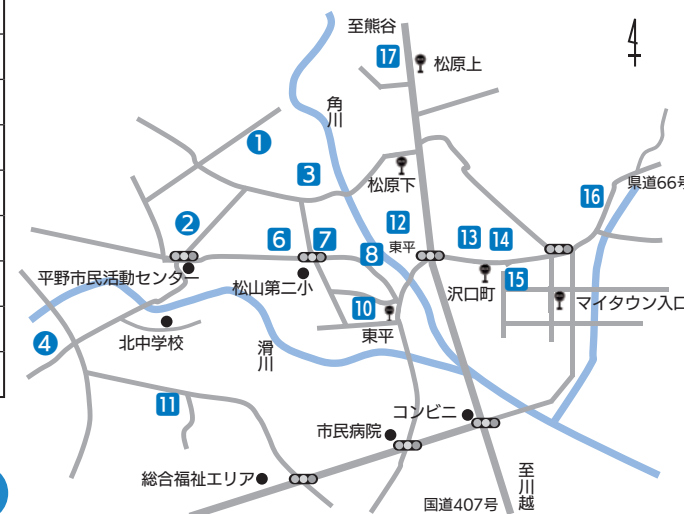 至熊谷
17
松原上
角川
1
3
松原下
16
県道66号
2
12
東平
13
14
6
7
8
平野市民活動センター
松山第二小
沢口町
15
マイタウン入口
10
東平
4
北中学校
滑川
11
コンビニ
市民病院
総合福祉エリア
至川越
国道407号